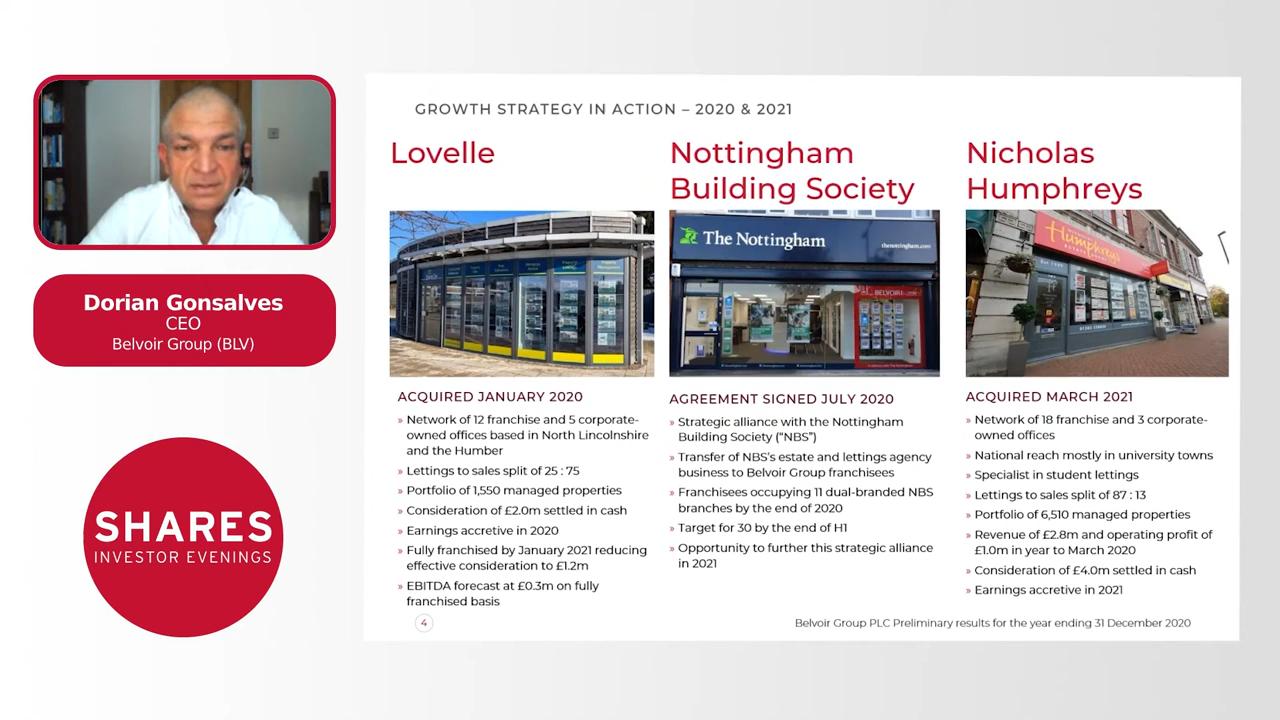 Dorian Gonsalves
CEO
Belvoir Group (BLV)
SHARES
INVESTOR EVENINGS
GROWTH STRATEGY IN ACTION – 2020 & 2021
Lovelle
ACQUIRED JANUARY 2020
» Network of 12 franchise and 5 corporate-
owned offices based in North Lincolnshire
and the Humber
» Lettings to sales split of 25 : 75
» Portfolio of 1,550 managed properties
» Consideration of £2.0m settled in cash
» Earnings accretive in 2020
» Fully franchised by January 2021 reducing
effective consideration to £1.2m
» EBITDA forecast at £0.3m on fully
franchised basis
Nottingham
Building Society
The Nottingham
thenottingham.com
BELVOIR!
AGREEMENT SIGNED JULY 2020
» Strategic alliance with the Nottingham
Building Society (“NBS”)
» Transfer of NBS’s estate and lettings agency
business to Belvoir Group franchisees
» Franchisees occupying 11 dual-branded NBS
branches by the end of 2020
» Target for 30 by the end of H1
» Opportunity to further this strategic alliance
in 2021
Nicholas
Humphreys
Humphreys
ACQUIRED MARCH 2021
» Network of 18 franchise and 3 corporate-
owned offices
» National reach mostly in university towns
» Specialist in student lettings
» Lettings to sales split of 87 : 13
» Portfolio of 6,510 managed properties
» Revenue of £2.8m and operating profit of
£1.0m in year to March 2020
» Consideration of £4.0m settled in cash
» Earnings accretive in 2021
4
Belvoir Group PLC Preliminary results for the year ending 31 December 2020